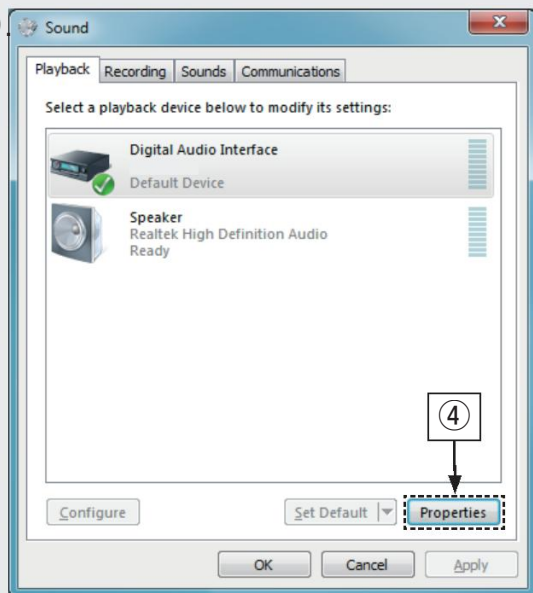 Sound
Playback
Recording
Sounds
Communications
Select a playback device below to modify its settings:
Digital Audio Interface
Default Device
Speaker
Realtek High Definition Audio
Ready
④
Configure
Set Default
Properties
OK
Cancel
Apply